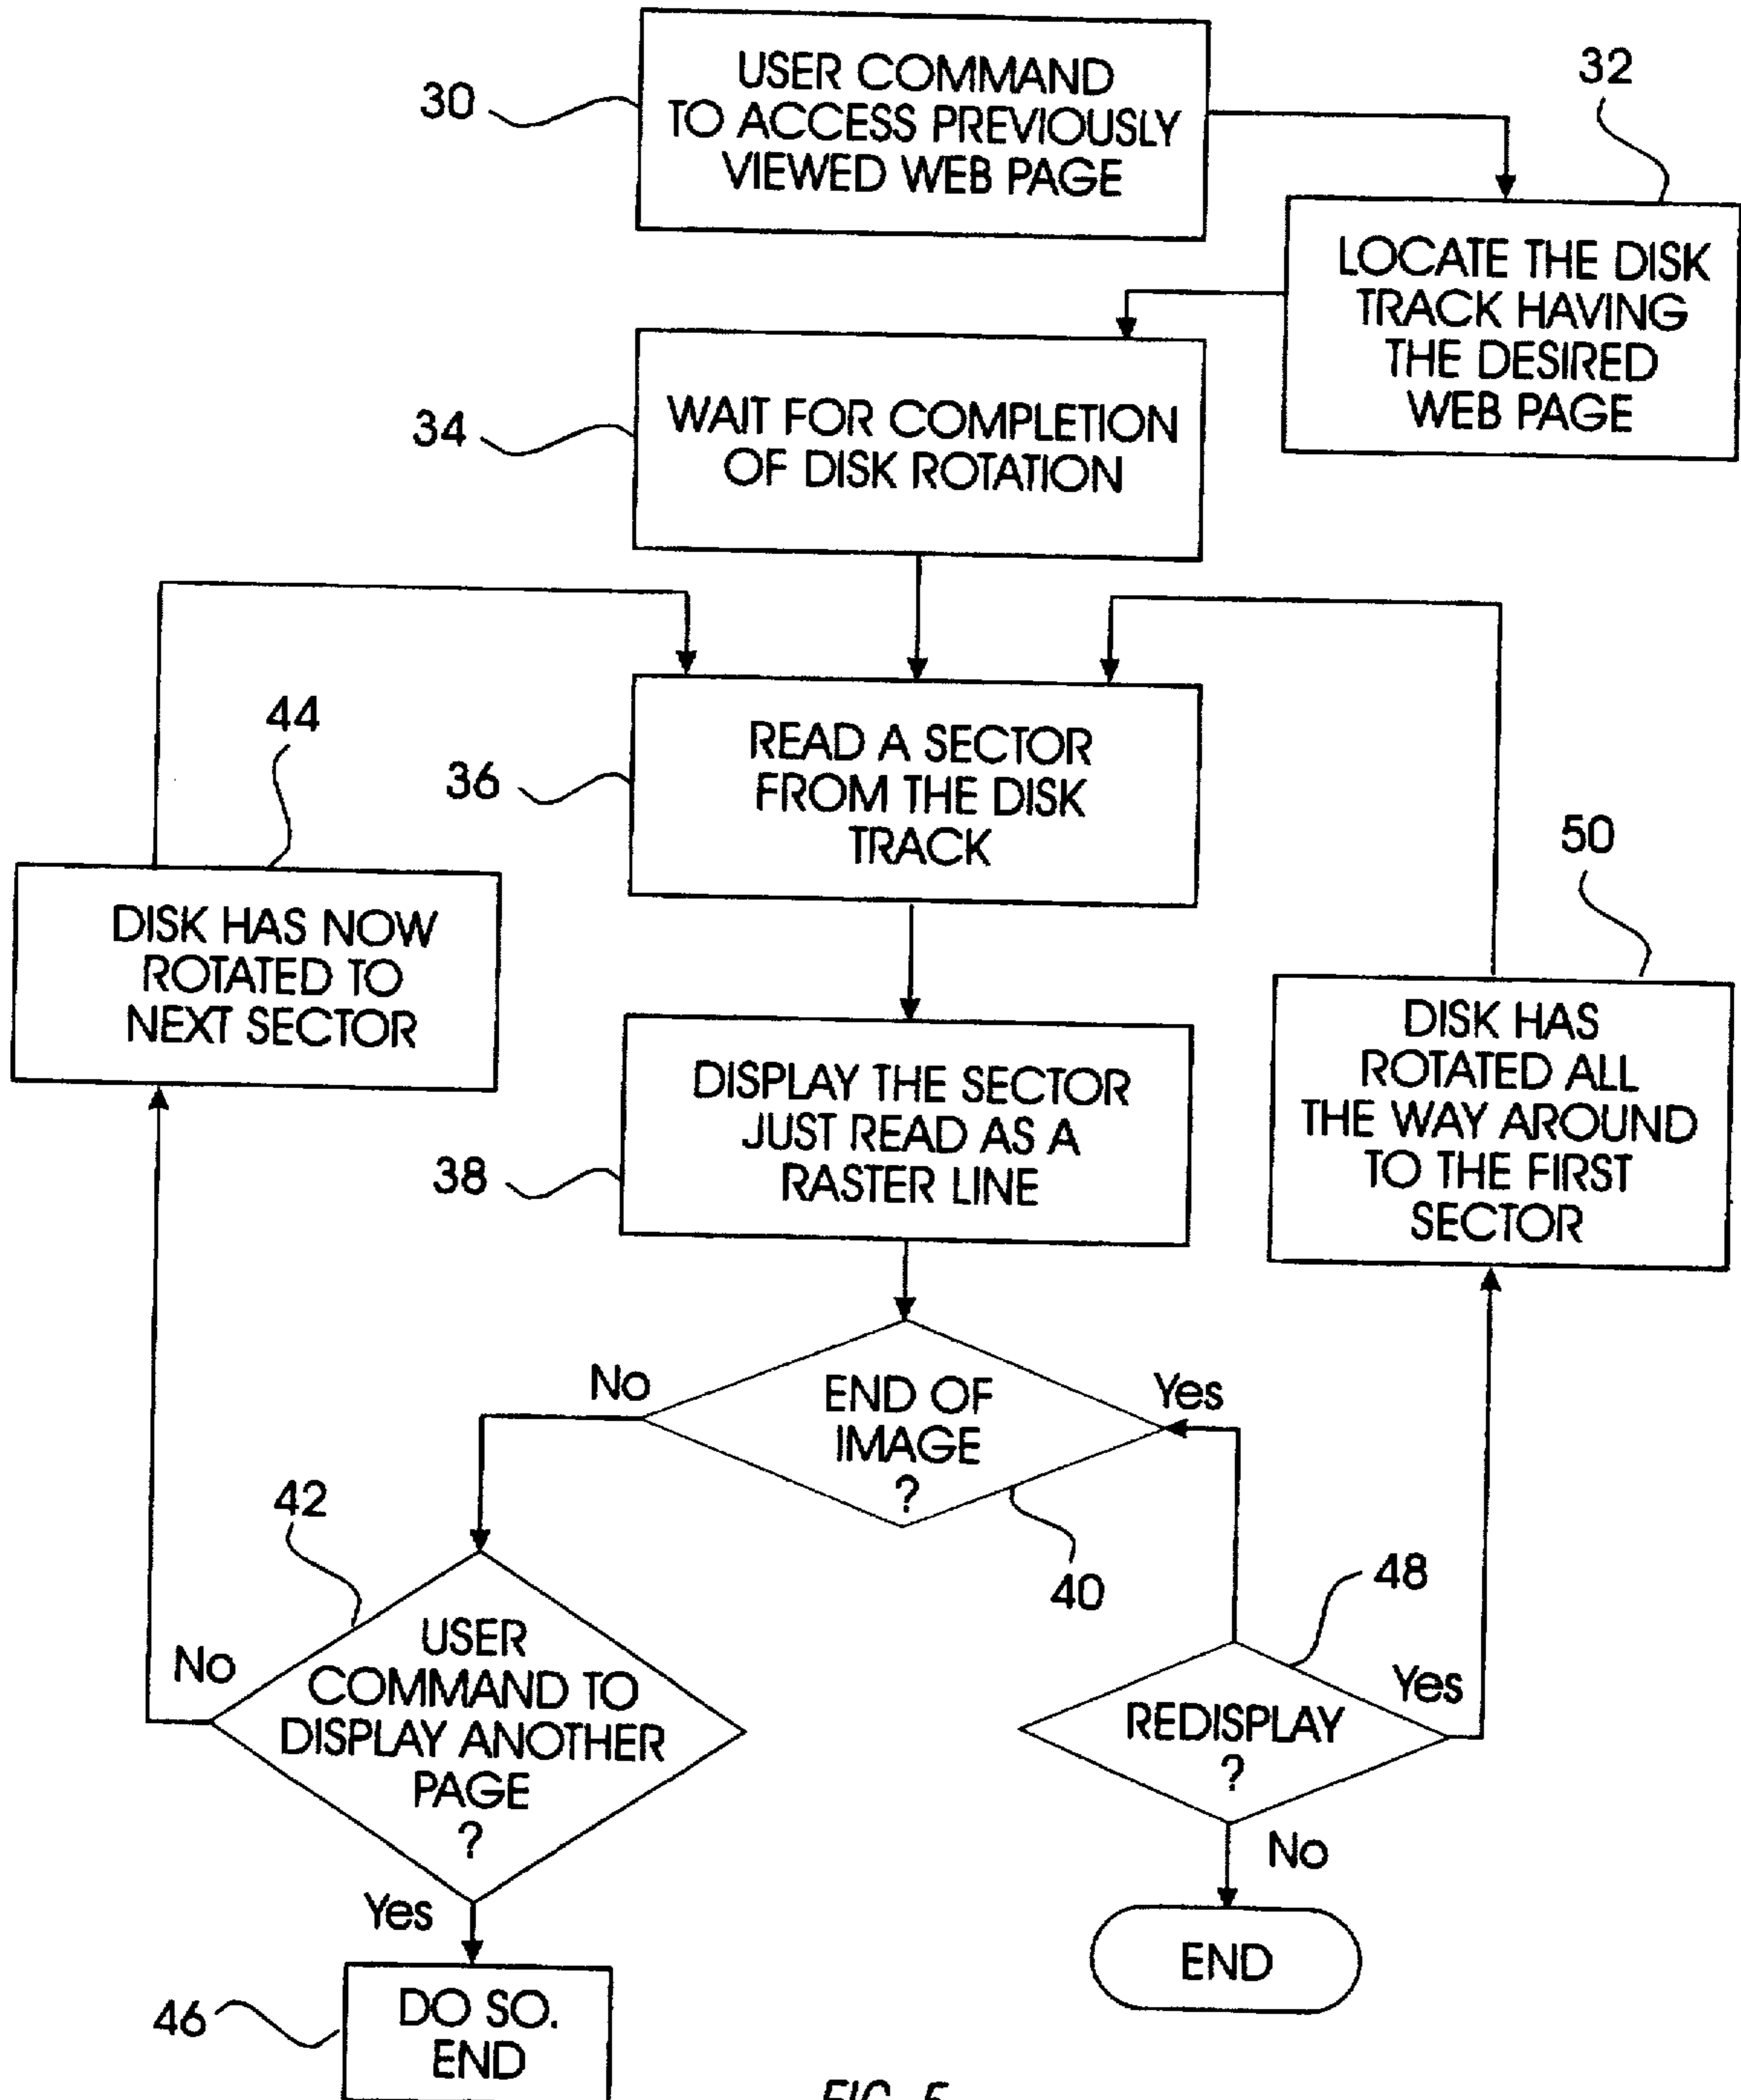 30
USER COMMAND
TO ACCESS PREVIOUSLY
VIEWED WEB PAGE
32
LOCATE THE DISK
TRACK HAVING
THE DESIRED
WEB PAGE
34
WAIT FOR COMPLETION
OF DISK ROTATION
44
DISK HAS NOW
ROTATED TO
NEXT SECTOR
36
READ A SECTOR
FROM THE DISK
TRACK
50
DISK HAS
ROTATED ALL
THE WAY AROUND
TO THE FIRST
SECTOR
38
DISPLAY THE SECTOR
JUST READ AS A
RASTER LINE
No
END OF
IMAGE
?
Yes
40
42
No
USER
COMMAND TO
DISPLAY ANOTHER
PAGE
?
Yes
48
REDISPLAY
?
Yes
No
END
46
DO SO.
END
FIG. 5